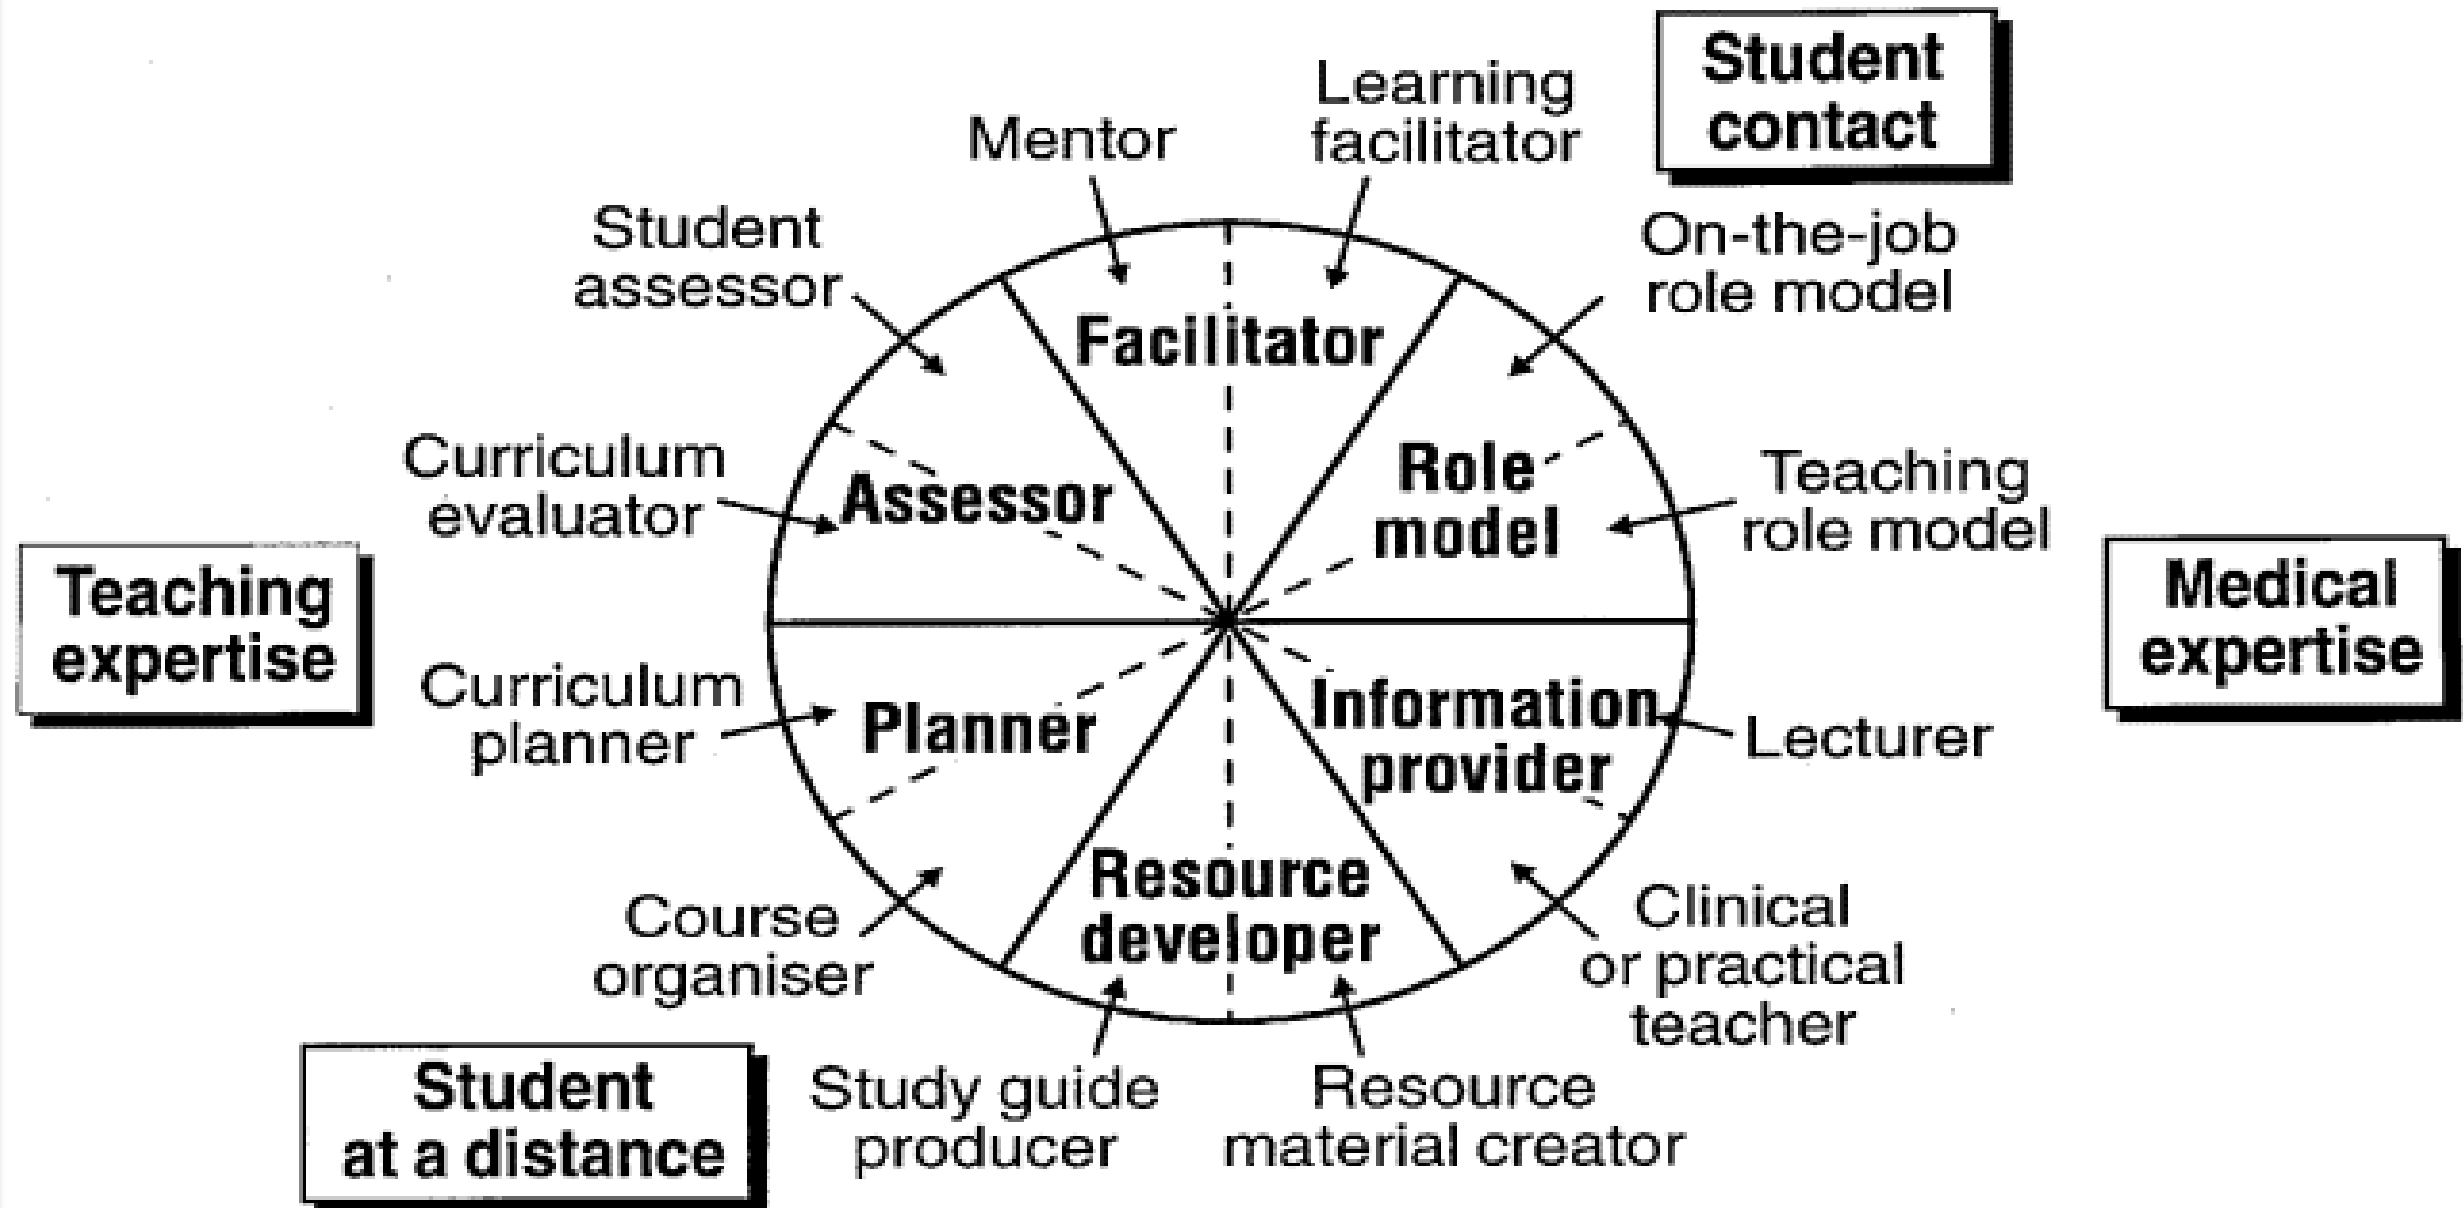 Student
contact
Learning
facilitator
Mentor
Student
assessor
On-the-job
role model
Facilitator
Curriculum
evaluator
Assessor
Role
model
Teaching
role model
Teaching
expertise
Medical
expertise
Curriculum
planner
Planner
Information
provider
Lecturer
Course
organiser
Resource
developer
Clinical
or practical
teacher
Student
at a distance
Study guide
producer
Resource
material creator